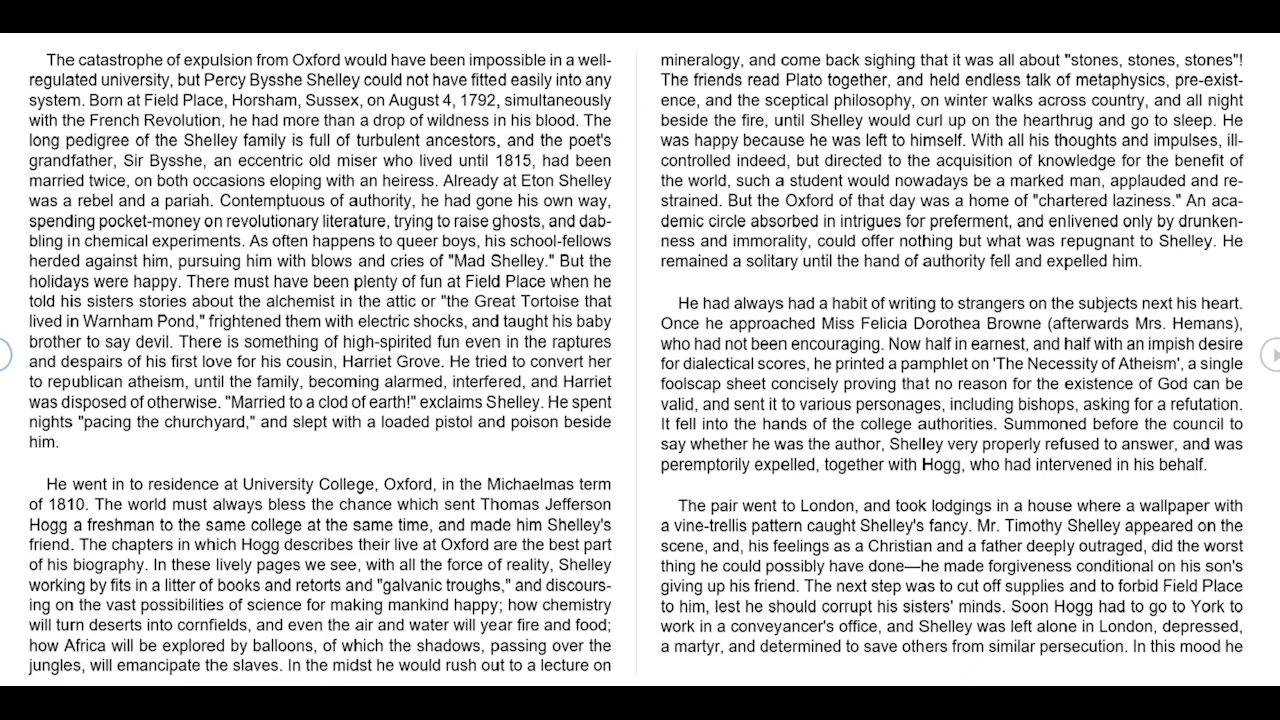 The catastrophe of expulsion from Oxford would have been impossible in a well-
regulated university, but Percy Bysshe Shelley could not have fitted easily into any
system. Born at Field Place, Horsham, Sussex, on August 4, 1792, simultaneously
with the French Revolution, he had more than a drop of wildness in his blood. The
long pedigree of the Shelley family is full of turbulent ancestors, and the poet's
grandfather, Sir Bysshe, an eccentric old miser who lived until 1815, had been
married twice, on both occasions eloping with an heiress. Already at Eton Shelley
was a rebel and a pariah. Contemptuous of authority, he had gone his own way,
spending pocket-money on revolutionary literature, trying to raise ghosts, and dab-
bling in chemical experiments. As often happens to queer boys, his school-fellows
herded against him, pursuing him with blows and cries of "Mad Shelley." But the
holidays were happy. There must have been plenty of fun at Field Place when he
told his sisters stories about the alchemist in the attic or "the Great Tortoise that
lived in Warnham Pond," frightened them with electric shocks, and taught his baby
brother to say devil. There is something of high-spirited fun even in the raptures
and despairs of his first love for his cousin, Harriet Grove. He tried to convert her
to republican atheism, until the family, becoming alarmed, interfered, and Harriet
was disposed of otherwise. "Married to a clod of earth!" exclaims Shelley. He spent
nights "pacing the churchyard," and slept with a loaded pistol and poison beside
him.
He went in to residence at University College, Oxford, in the Michaelmas term
of 1810. The world must always bless the chance which sent Thomas Jefferson
Hogg a freshman to the same college at the same time, and made him Shelley's
friend. The chapters in which Hogg describes their live at Oxford are the best part
of his biography. In these lively pages we see, with all the force of reality, Shelley
working by fits in a litter of books and retorts and "galvanic troughs," and discours-
ing on the vast possibilities of science for making mankind happy; how chemistry
will turn deserts into cornfields, and even the air and water will year fire and food;
how Africa will be explored by balloons, of which the shadows, passing over the
jungles, will emancipate the slaves. In the midst he would rush out to a lecture on
mineralogy, and come back sighing that it was all about "stones, stones, stones"!
The friends read Plato together, and held endless talk of metaphysics, pre-exist-
ence, and the sceptical philosophy, on winter walks across country, and all night
beside the fire, until Shelley would curl up on the hearthrug and go to sleep. He
was happy because he was left to himself. With all his thoughts and impulses, ill-
controlled indeed, but directed to the acquisition of knowledge for the benefit of
the world, such a student would nowadays be a marked man, applauded and re-
strained. But the Oxford of that day was a home of "chartered laziness." An aca-
demic circle absorbed in intrigues for preferment, and enlivened only by drunken-
ness and immorality, could offer nothing but what was repugnant to Shelley. He
remained a solitary until the hand of authority fell and expelled him.
He had always had a habit of writing to strangers on the subjects next his heart.
Once he approached Miss Felicia Dorothea Browne (afterwards Mrs. Hemans),
who had not been encouraging. Now half in earnest, and half with an impish desire
for dialectical scores, he printed a pamphlet on 'The Necessity of Atheism', a single
foolscap sheet concisely proving that no reason for the existence of God can be
valid, and sent it to various personages, including bishops, asking for a refutation.
It fell into the hands of the college authorities. Summoned before the council to
say whether he was the author, Shelley very properly refused to answer, and was
peremptorily expelled, together with Hogg, who had intervened in his behalf.
The pair went to London, and took lodgings in a house where a wallpaper with
a vine-trellis pattern caught Shelley's fancy. Mr. Timothy Shelley appeared on the
scene, and, his feelings as a Christian and a father deeply outraged, did the worst
thing he could possibly have done—he made forgiveness conditional on his son's
giving up his friend. The next step was to cut off supplies and to forbid Field Place
to him, lest he should corrupt his sisters' minds. Soon Hogg had to go to York to
work in a conveyancer's office, and Shelley was left alone in London, depressed,
a martyr, and determined to save others from similar persecution. In this mood he